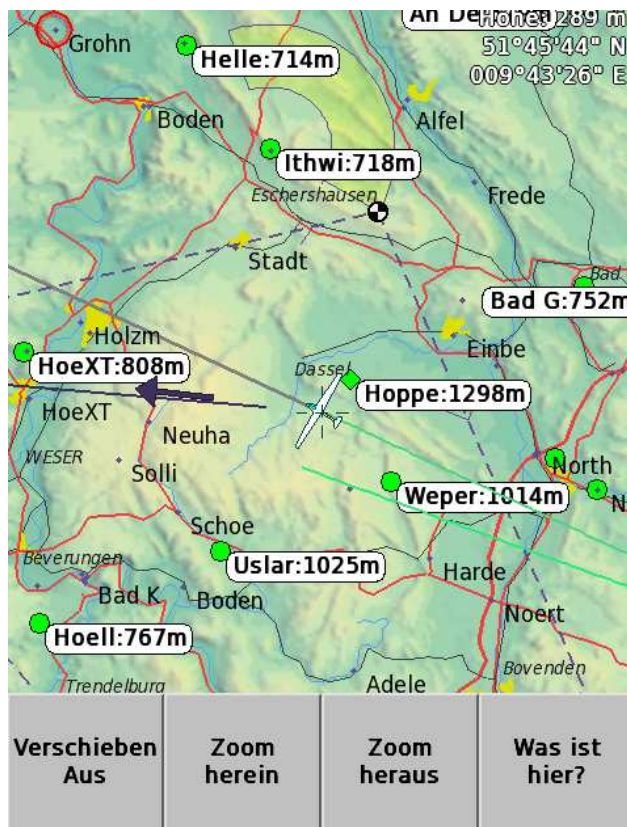 Höhe: 289 m
51°45'44" N
009°43'26" E
Grohn
Helle:714m
Boden
Alfel
Ithwi:718m
Eschershausen
Frede
Stadt
Bad
Bad G:752m
Holzm
Einbe
HoeXT:808m
Dassel
Hoppe:1298m
HoeXT
Neuha
WESER
Solli
North
Weper:1014m
N
Schoe
Beverungen
Uslar:1025m
Harde
Bad K
Boden
Noert
Hoell:767m
Bovenden
Trendelburg
Adele
Verschieben
Aus
Zoom
herein
Zoom
heraus
Was ist
hier?